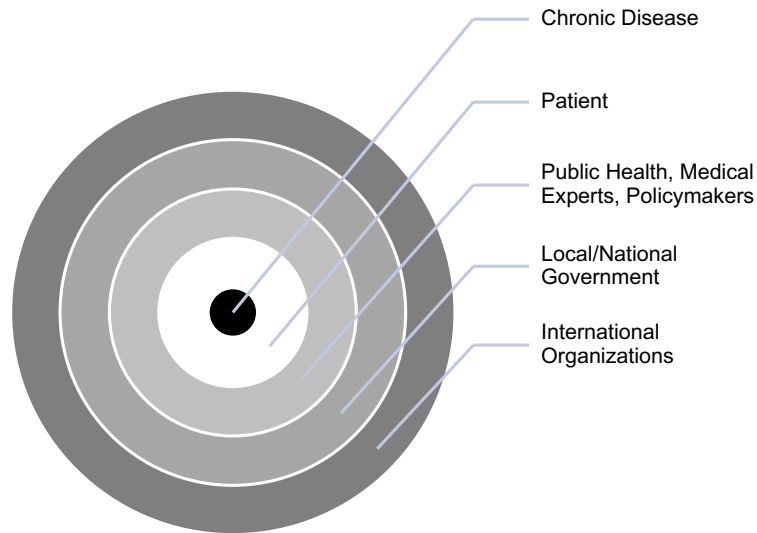 Chronic Disease
Patient
Public Health, Medical
Experts, Policymakers
Local/National
Government
International
Organizations